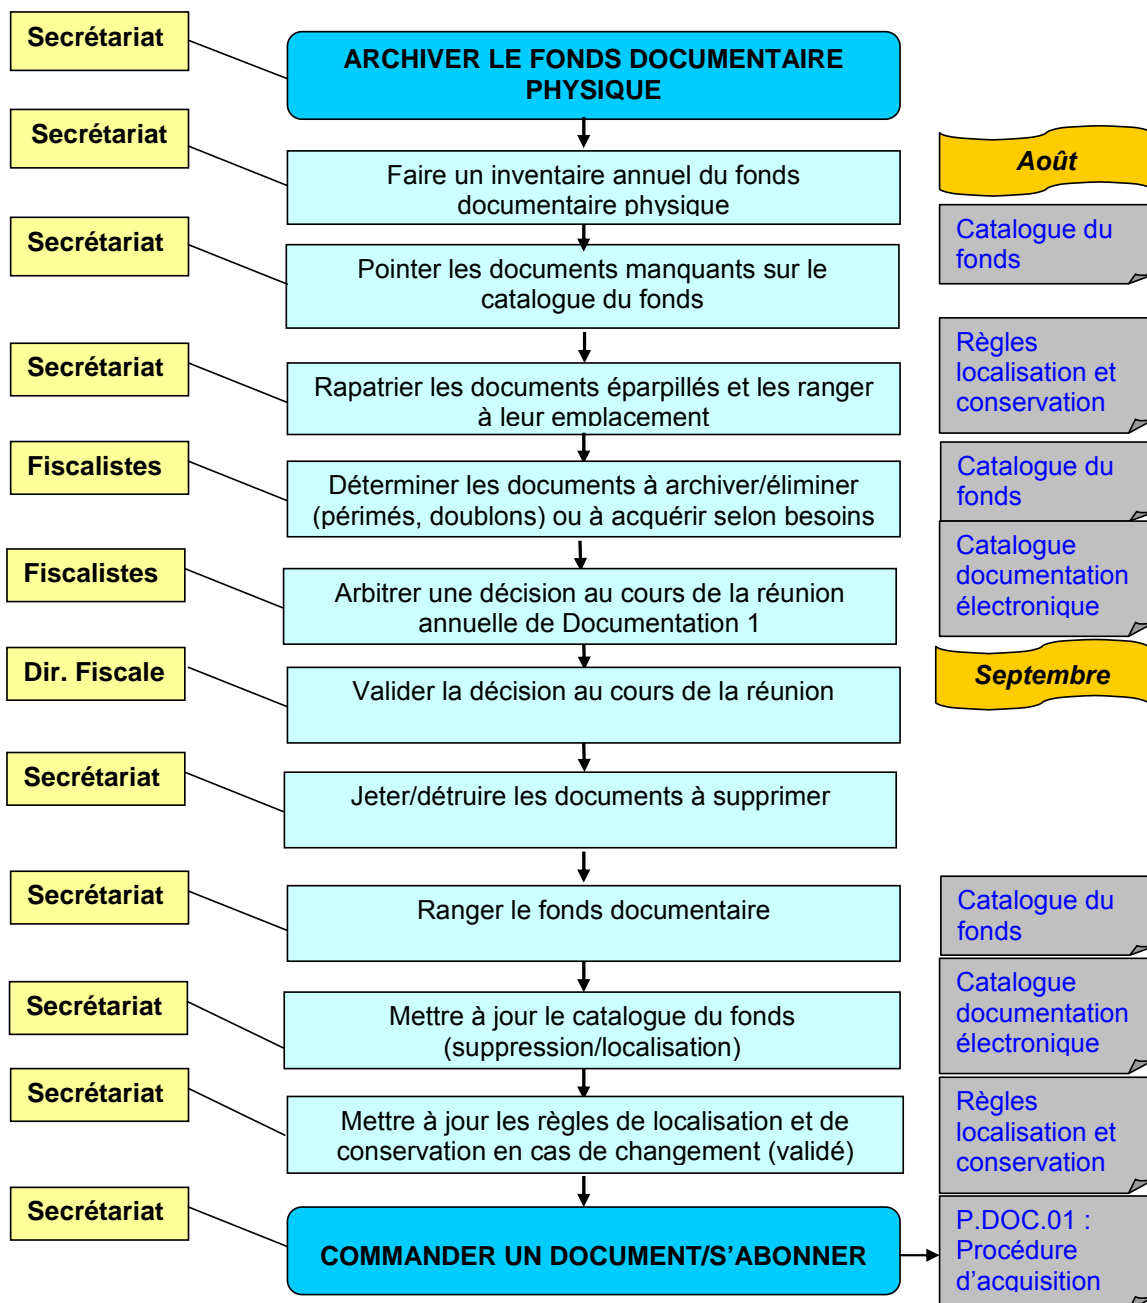 Secrétariat
ARCHIVER LE FONDS DOCUMENTAIRE
PHYSIQUE
Secrétariat
Faire un inventaire annuel du fonds
documentaire physique
Août
Secrétariat
Pointer les documents manquants sur le
catalogue du fonds
Catalogue du
fonds
Secrétariat
Rapatrier les documents éparpillés et les ranger
à leur emplacement
Règles
localisation et
conservation
Fiscalistes
Déterminer les documents à archiver/éliminer
(périmés, doublons) ou à acquérir selon besoins
Catalogue du
fonds
Fiscalistes
Arbitrer une décision au cours de la réunion
annuelle de Documentation 1
Catalogue
documentation
électronique
Dir. Fiscale
Valider la décision au cours de la réunion
Septembre
Secrétariat
Jeter/détruire les documents à supprimer
Secrétariat
Ranger le fonds documentaire
Catalogue du
fonds
Secrétariat
Mettre à jour le catalogue du fonds
(suppression/localisation)
Catalogue
documentation
électronique
Secrétariat
Mettre à jour les règles de localisation et de
conservation en cas de changement (validé)
Règles
localisation et
conservation
Secrétariat
COMMANDER UN DOCUMENT/S’ABONNER
P.DOC.01 :
Procédure
d’acquisition